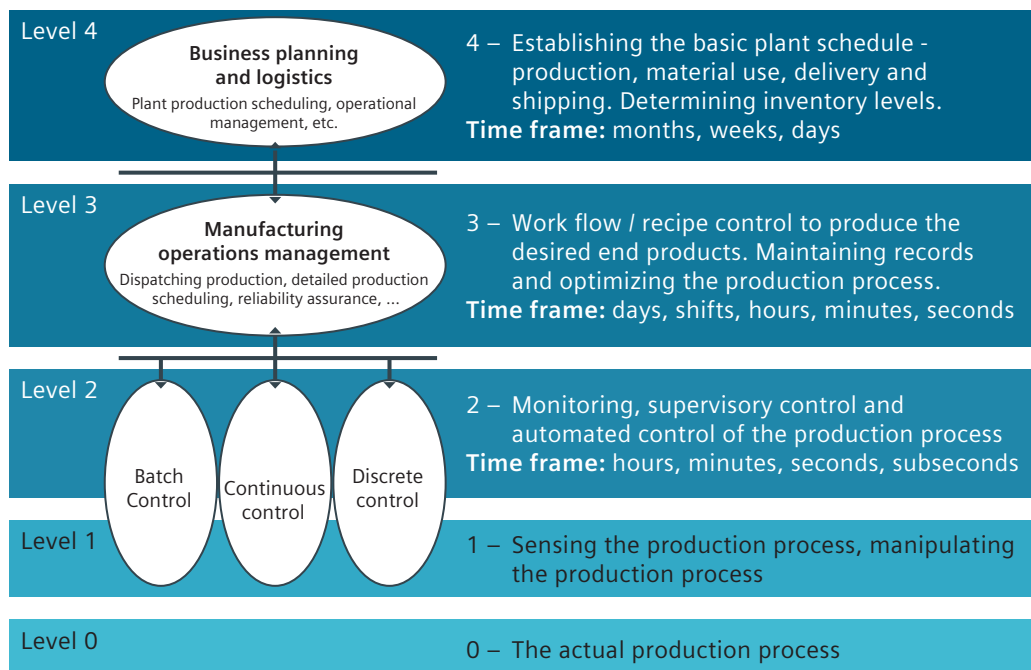 Level 4
Business planning
and logistics
Plant production scheduling, operational
management, etc.
4 – Establishing the basic plant schedule -
production, material use, delivery and
shipping. Determining inventory levels.
Time frame: months, weeks, days
Level 3
Manufacturing
operations management
Dispatching production, detailed production
scheduling, reliability assurance, ...
3 – Work flow / recipe control to produce the
desired end products. Maintaining records
and optimizing the production process.
Time frame: days, shifts, hours, minutes, seconds
Level 2
Batch
Control
Continuous
control
Discrete
control
2 – Monitoring, supervisory control and
automated control of the production process
Time frame: hours, minutes, seconds, subseconds
Level 1
1 – Sensing the production process, manipulating
the production process
Level 0
0 – The actual production process